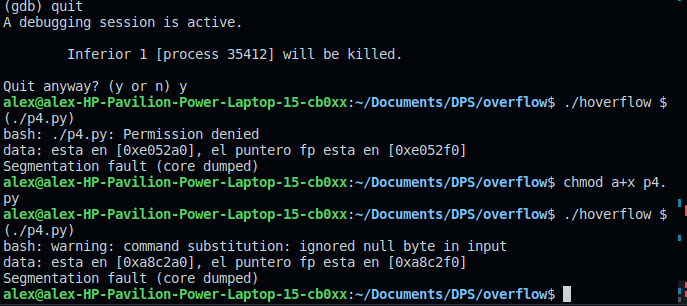 (gdb) quit
A debugging session is active.
        Inferior 1 [process 35412] will be killed.
Quit anyway? (y or n) y
alex@alex-HP-Pavilion-Power-Laptop-15-cb0xx:~/Documents/DPS/overflow$ ./hoverflow $
(./p4.py)
bash: ./p4.py: Permission denied
data: esta en [0xe052a0], el puntero fp esta en [0xe052f0]
Segmentation fault (core dumped)
alex@alex-HP-Pavilion-Power-Laptop-15-cb0xx:~/Documents/DPS/overflow$ chmod a+x p4.
py
alex@alex-HP-Pavilion-Power-Laptop-15-cb0xx:~/Documents/DPS/overflow$ ./hoverflow $
(./p4.py)
bash: warning: command substitution: ignored null byte in input
data: esta en [0xa8c2a0], el puntero fp esta en [0xa8c2f0]
Segmentation fault (core dumped)
alex@alex-HP-Pavilion-Power-Laptop-15-cb0xx:~/Documents/DPS/overflow$